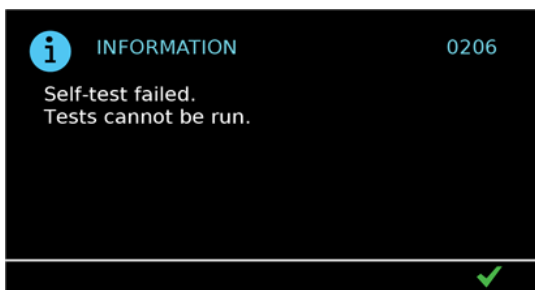 i INFORMATION 0206
Self-test failed.
Tests cannot be run.